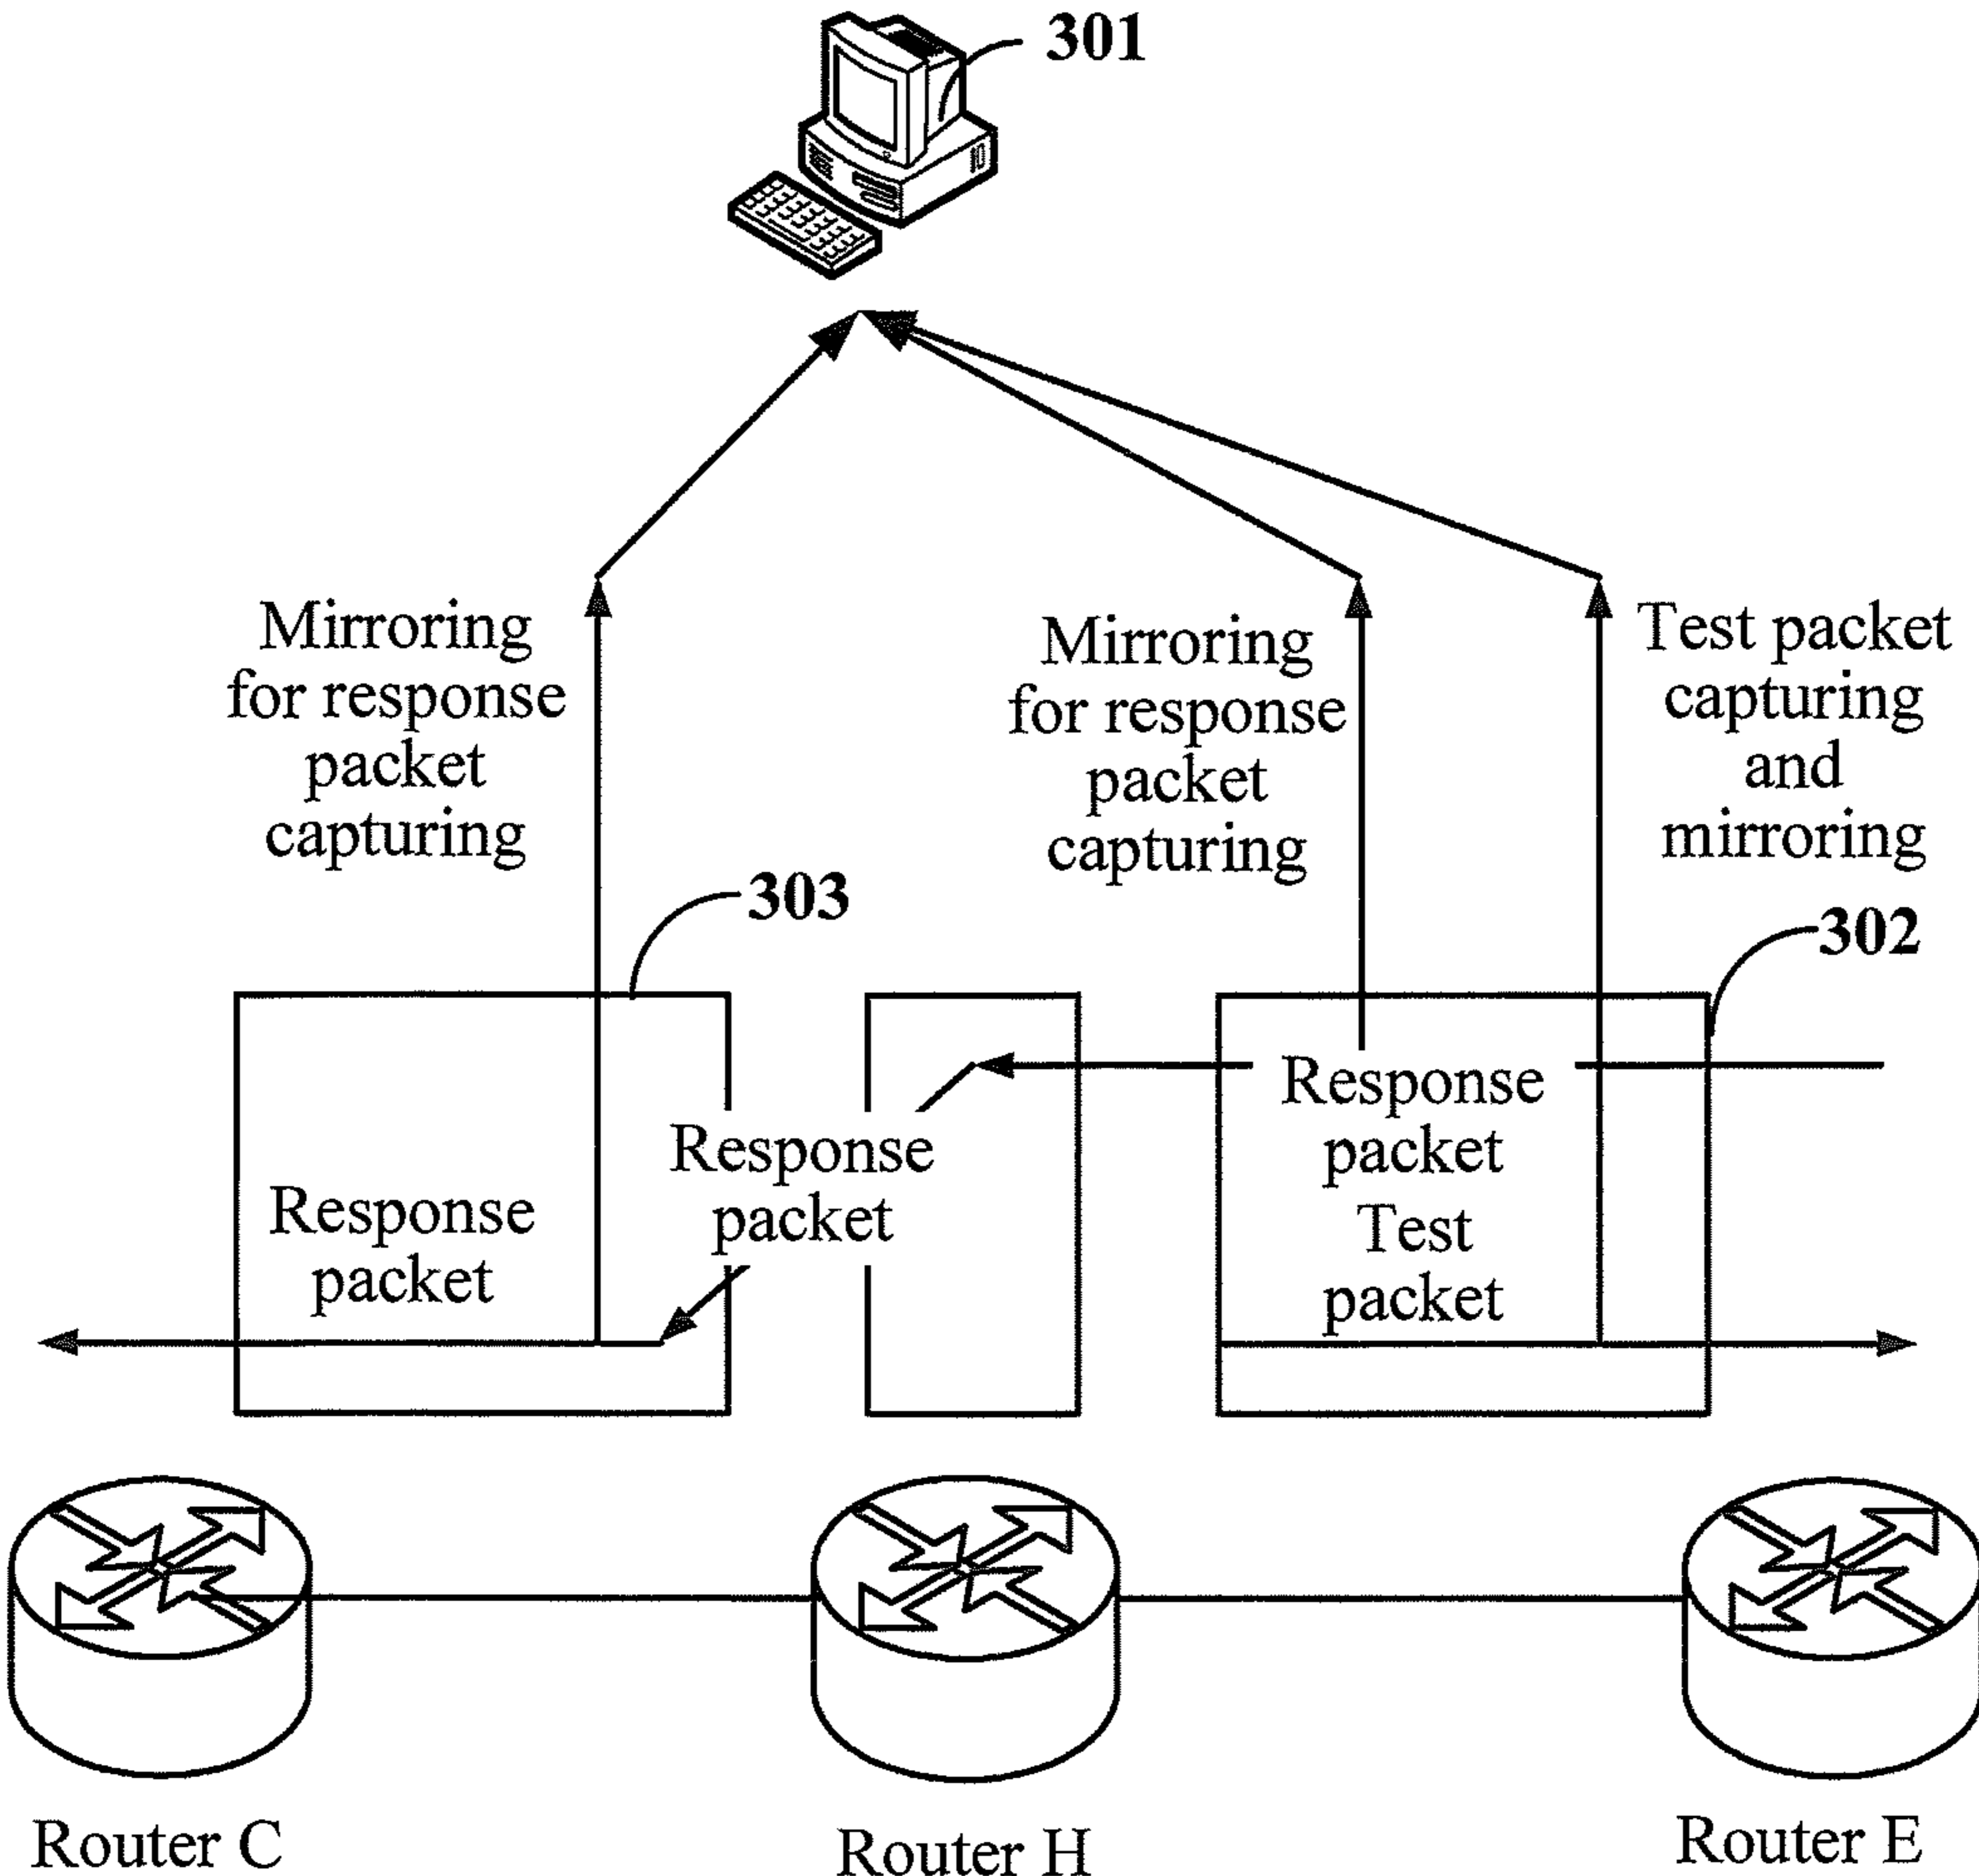 301
Mirroring
for response
packet
capturing
Mirroring
for response
packet
capturing
Test packet
capturing
and
mirroring
303
302
Response
packet
Response
packet
Response
packet
Test
packet
Router C
Router H
Router E